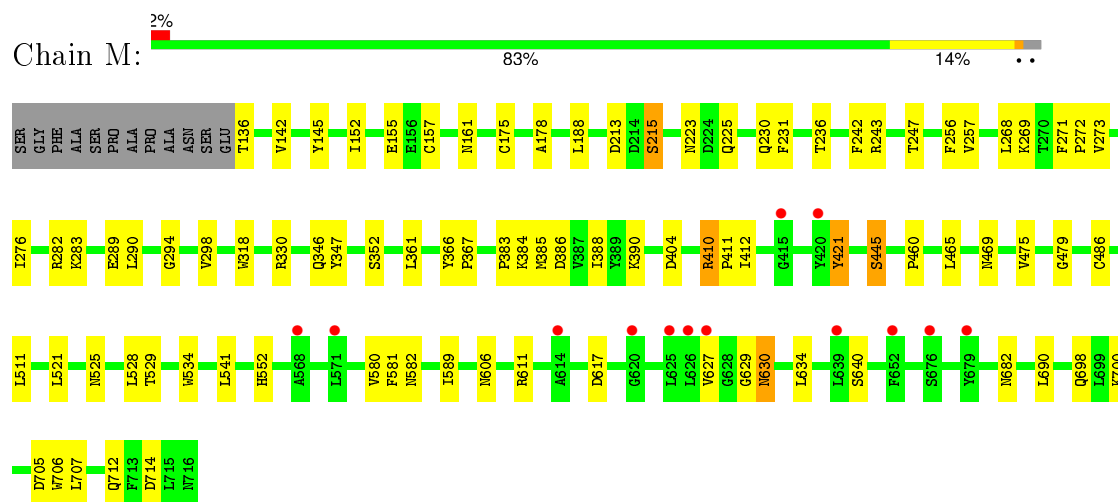 2%
Chain M:
83% 14% • •
SER GLY PHE ALA SER PRO ALA PRO ALA ASN SER GLU T136 V142 Y145 I152 E155 E156 C157 N161 C175 A178 L188 D213 D214 S215 N223 D224 Q225 Q230 F231 T236 F242 R243 T247 F256 V257 L268 K269 T270 F271 P272 V273
I276 R282 K283 E289 L290 G294 V298 W318 R330 Q346 Y347 S352 L361 Y366 P367 P383 K384 M385 D386 V387 I388 Y389 K390 D404 R410 P411 I412 G415 Y420 Y421 S445 P460 L465 N469 V475 G479 C486
L511 L521 N525 L528 T529 W534 L541 H552 A568 L571 V580 F581 N582 I589 N606 R611 A614 D617 G620 L625 L626 V627 G628 G629 N630 L634 L639 S640 F652 S676 Y679 N682 L690 Q698 L699 K700
D705 W706 L707 Q712 F713 D714 L715 N716